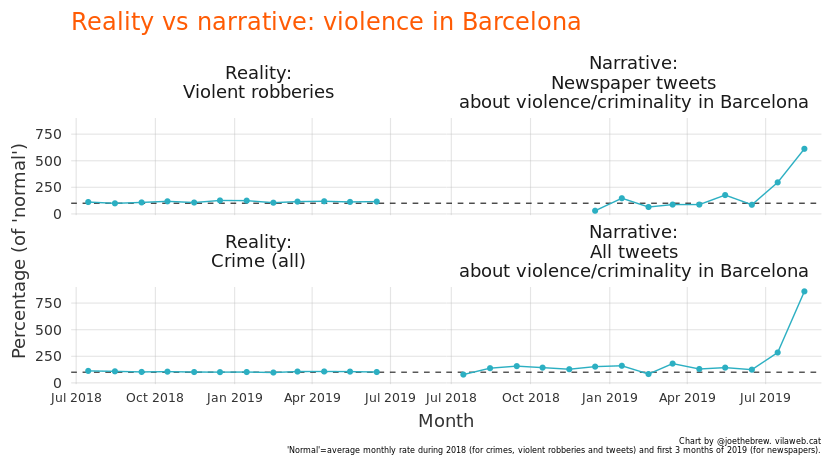 Reality vs narrative: violence in Barcelona
Reality:
Violent robberies
Narrative:
Newspaper tweets
about violence/criminality in Barcelona
Percentage (of 'normal')
750
500
250
0
Reality:
Crime (all)
Narrative:
All tweets
about violence/criminality in Barcelona
750
500
250
0
Jul 2018 Oct 2018 Jan 2019 Apr 2019 Jul 2019 Jul 2018 Oct 2018 Jan 2019 Apr 2019 Jul 2019
Month
Chart by @joethebrew. vilaweb.cat
'Normal'=average monthly rate during 2018 (for crimes, violent robberies and tweets) and first 3 months of 2019 (for newspapers).